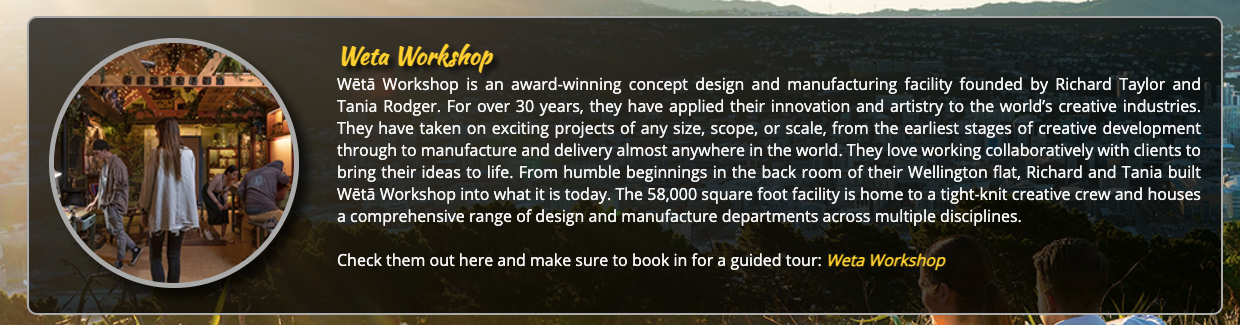 Weta Workshop
Wētā Workshop is an award-winning concept design and manufacturing facility founded by Richard Taylor and
Tania Rodger. For over 30 years, they have applied their innovation and artistry to the world’s creative industries.
They have taken on exciting projects of any size, scope, or scale, from the earliest stages of creative development
through to manufacture and delivery almost anywhere in the world. They love working collaboratively with clients to
bring their ideas to life. From humble beginnings in the back room of their Wellington flat, Richard and Tania built
Wētā Workshop into what it is today. The 58,000 square foot facility is home to a tight-knit creative crew and houses
a comprehensive range of design and manufacture departments across multiple disciplines.
Check them out here and make sure to book in for a guided tour: Weta Workshop